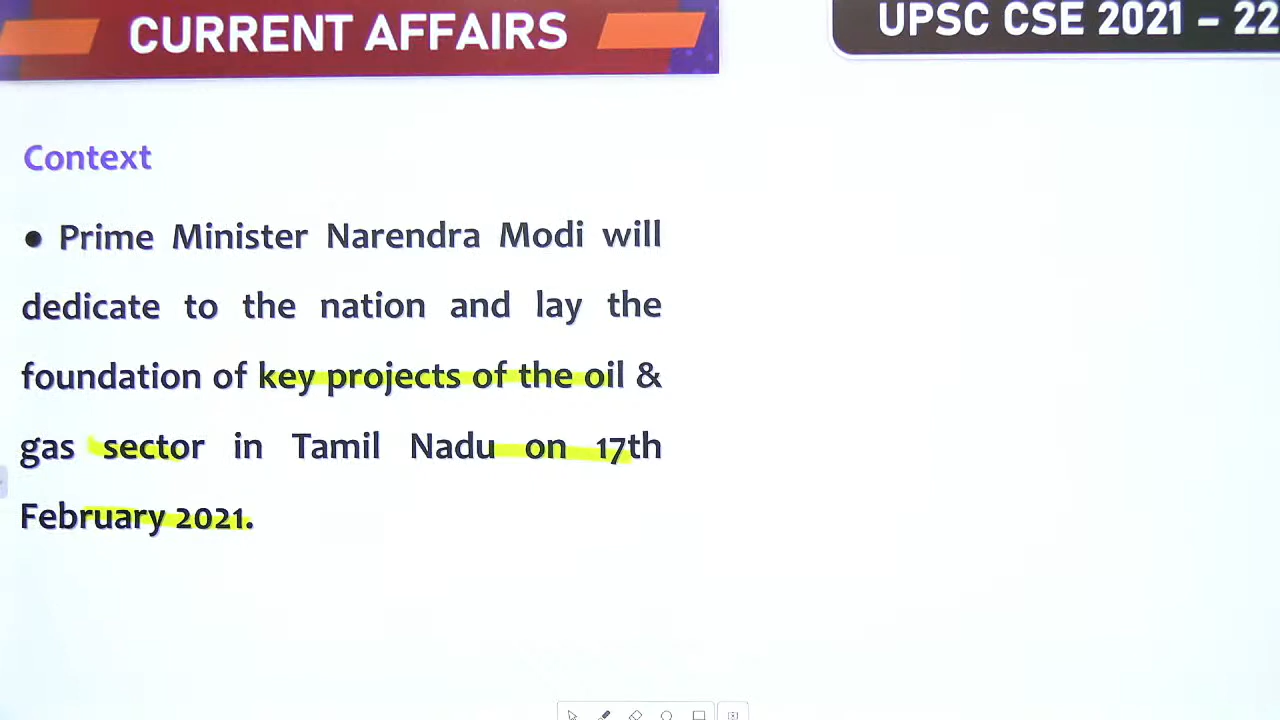 CURRENT AFFAIRS
UPSC CSE 2021 – 22
Context
● Prime Minister Narendra Modi will
dedicate to the nation and lay the
foundation of key projects of the oil &
gas sector in Tamil Nadu on 17th
February 2021.